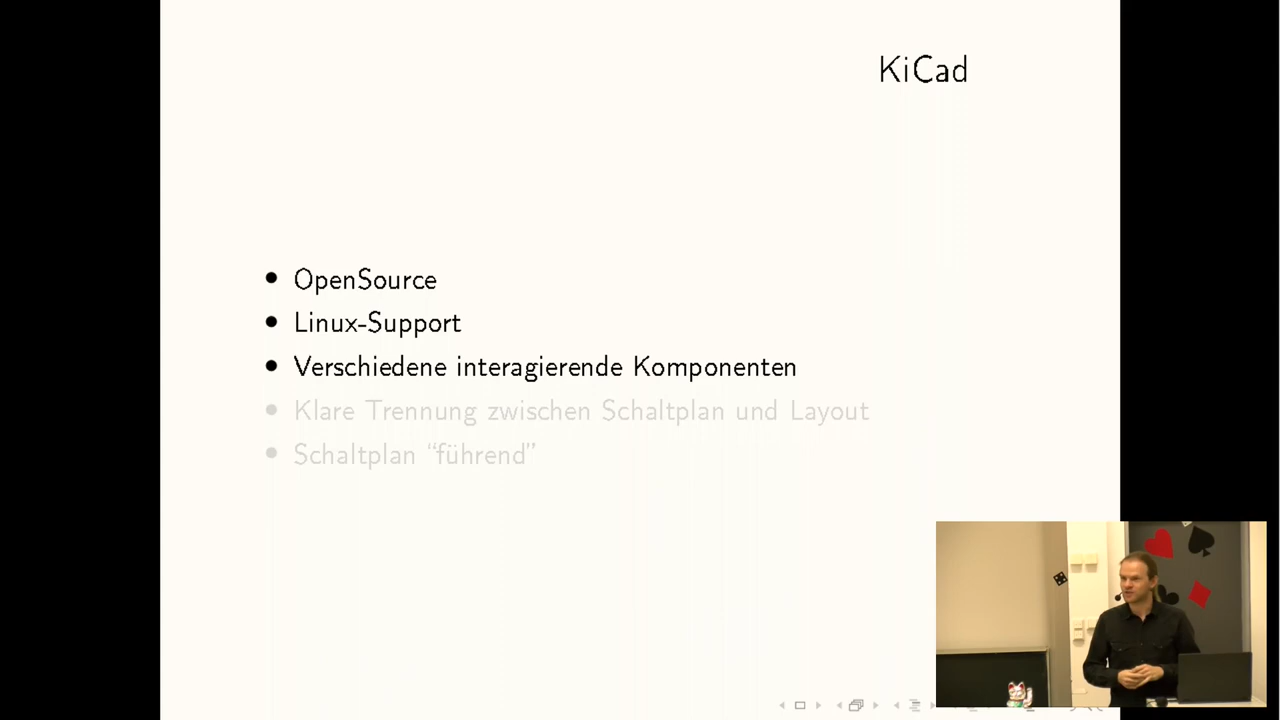 KiCad
OpenSource
Linux-Support
Verschiedene interagierende Komponenten
Klare Trennung zwischen Schaltplan und Layout
Schaltplan “führend”